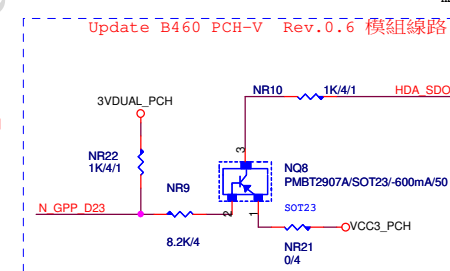 Update B460 PCH-V Rev.0.6 模組線路
NR10
1K/4/1
HDA_SDO
3VDUAL_PCH
3
NR22
1K/4/1
NQ8
PMBT2907A/SOT23/-600mA/50
NR9
N_GPP_D23
2
1
SOT23
8.2K/4
VCC3_PCH
NR21
0/4